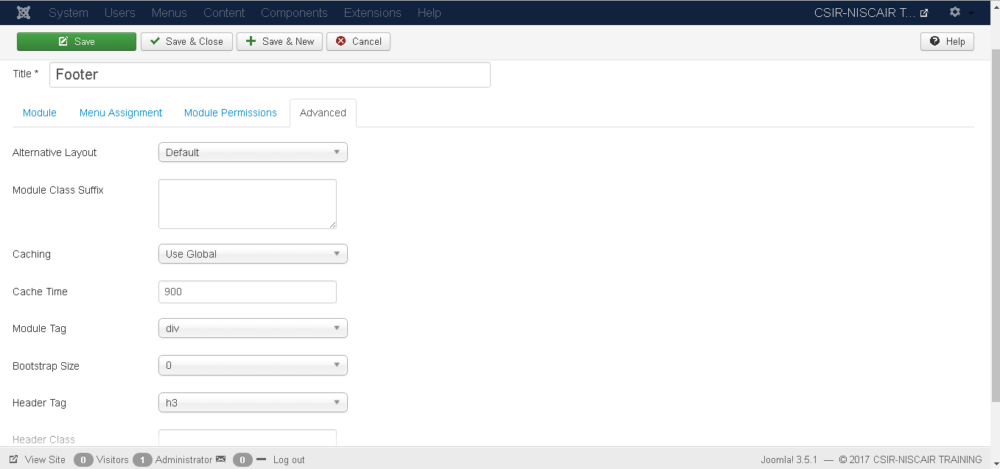 System Users Menus Content Components Extensions Help CSIR-NISCAIR T...
Save Save & Close Save & New Cancel Help
Title * Footer
Module Menu Assignment Module Permissions Advanced
Alternative Layout Default
Module Class Suffix
Caching Use Global
Cache Time 900
Module Tag div
Bootstrap Size 0
Header Tag h3
Header Class
View Site 0 Visitors 1 Administrator 0 Log out Joomla! 3.5.1 — © 2017 CSIR-NISCAIR TRAINING